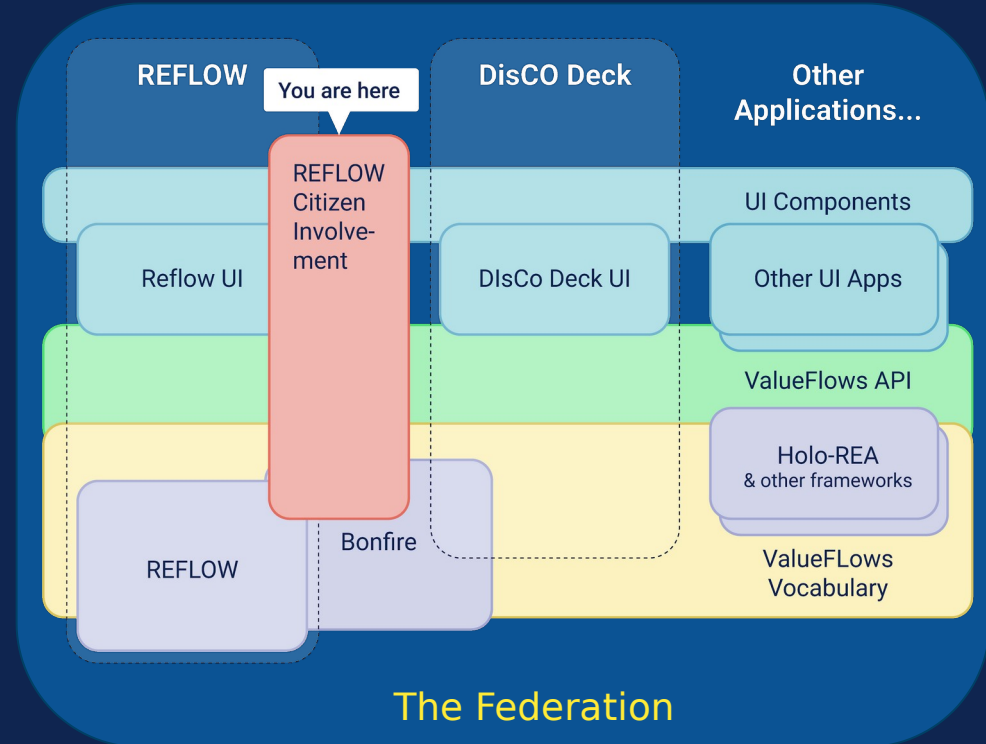 REFLOW
You are here
DisCO Deck
Other
Applications...
REFLOW
Citizen
Involve-
ment
UI Components
Reflow UI
DIsCo Deck UI
Other UI Apps
ValueFlows API
Holo-REA
& other frameworks
Bonfire
REFLOW
ValueFLows
Vocabulary
The Federation